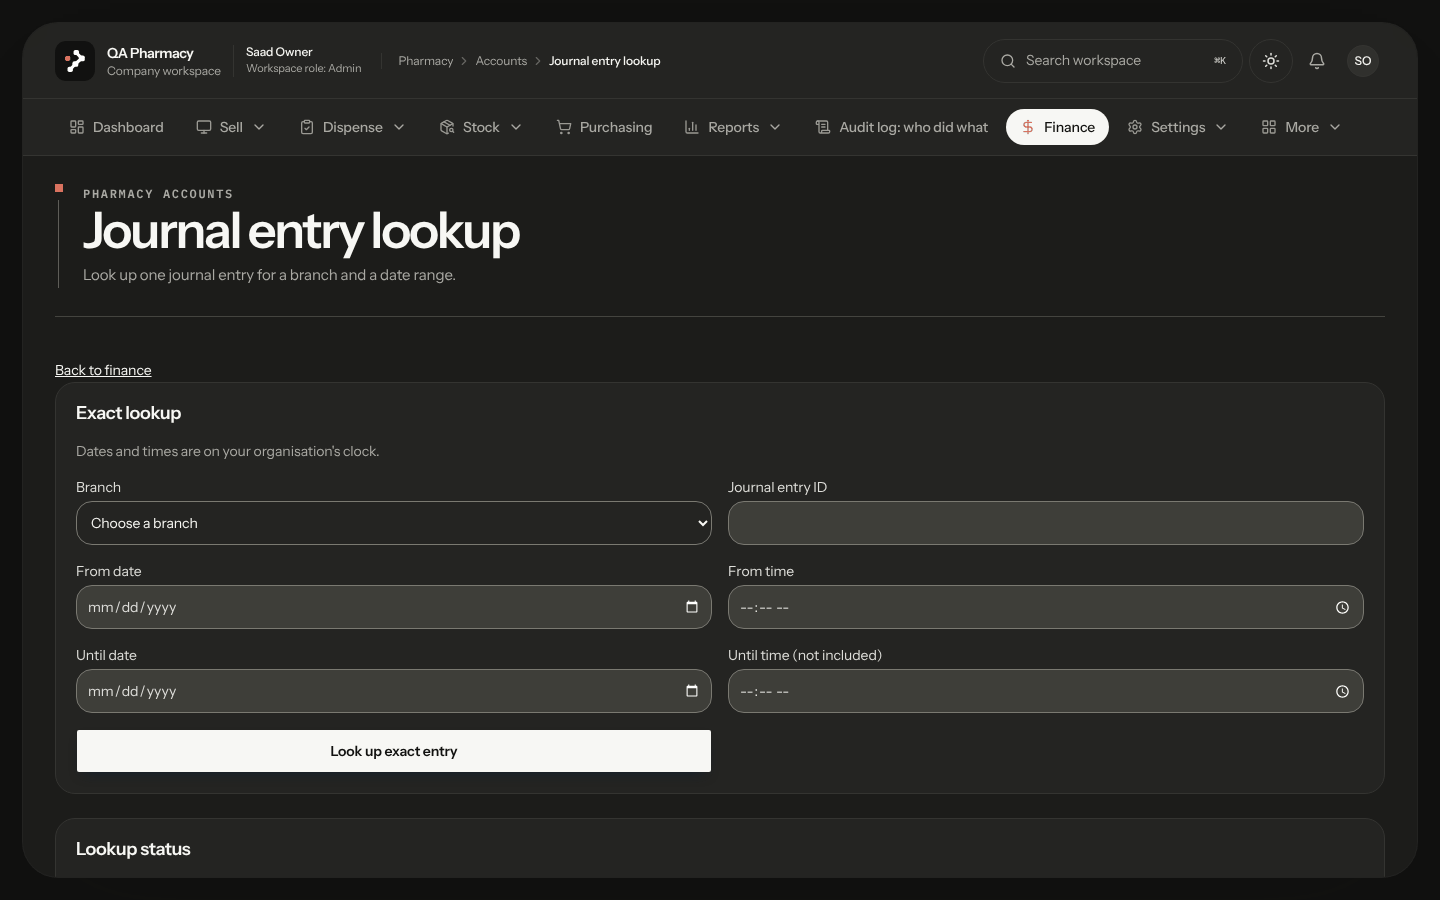 QA Pharmacy
Company workspace
Saad Owner
Workspace role: Admin
Pharmacy > Accounts > Journal entry lookup
Search workspace ⌘K
SO
Dashboard Sell Dispense Stock Purchasing Reports Audit log: who did what Finance Settings More
PHARMACY ACCOUNTS
Journal entry lookup
Look up one journal entry for a branch and a date range.
Back to finance
Exact lookup
Dates and times are on your organisation's clock.
Branch Journal entry ID
Choose a branch
From date From time
mm/dd/yyyy --:-- --
Until date Until time (not included)
mm/dd/yyyy --:-- --
Look up exact entry
Lookup status